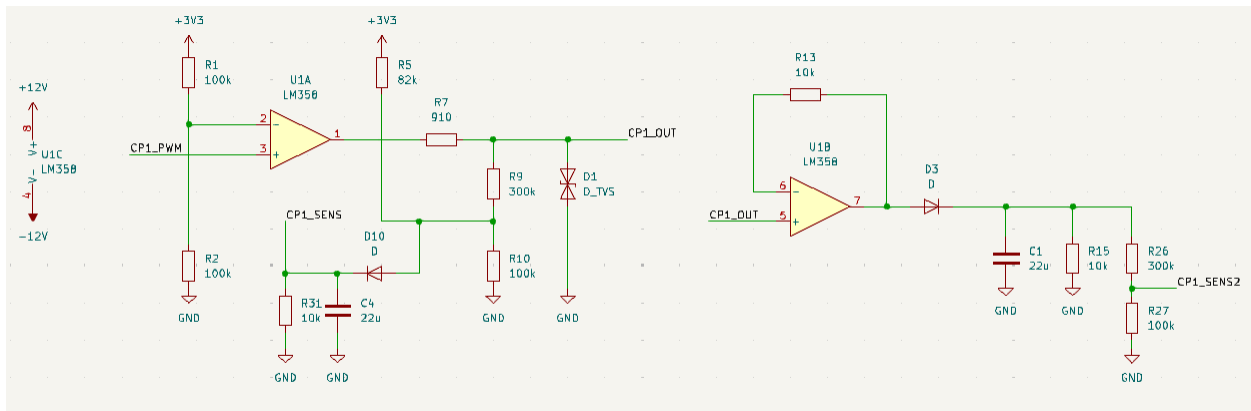 +3V3
+3V3
R1
100k
U1A
LM358
R5
82k
R7
910
+12V
8
V+
U1C
LM358
V-
4
-12V
2
-
3
+
1
CP1_PWM
CP1_OUT
R9
300k
D1
D_TVS
CP1_SENS
D10
D
R2
100k
GND
R31
10k
C4
22u
GND
GND
R10
100k
GND
GND
R13
10k
U1B
LM358
6
-
5
+
7
CP1_OUT
D3
D
C1
22u
GND
R15
10k
GND
R26
300k
CP1_SENS2
R27
100k
GND